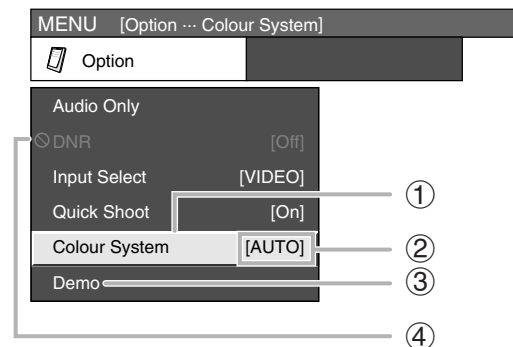 MENU [Option ··· Colour System]
Option
Audio Only
DNR [Off]
Input Select [VIDEO]
Quick Shoot [On]
Colour System [AUTO]
Demo
①
②
③
④